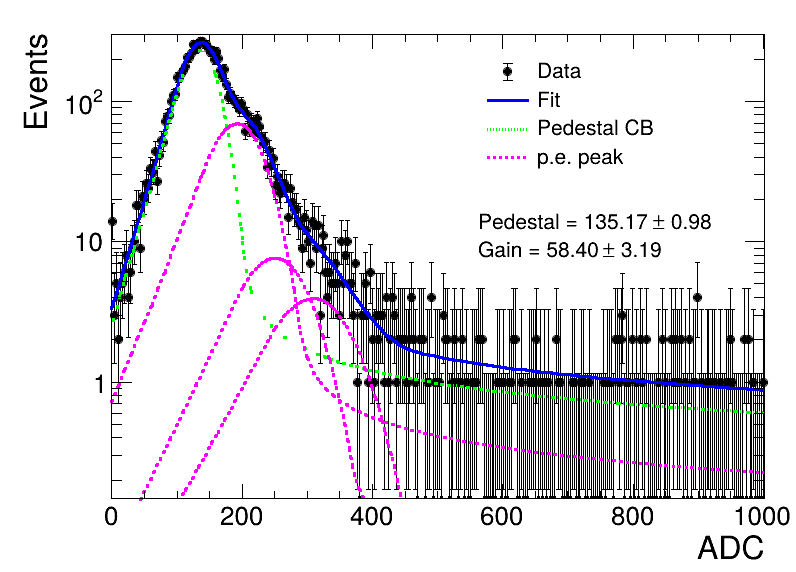 Events
10²
10
1
Data
Fit
Pedestal CB
p.e. peak
Pedestal = 135.17 ± 0.98
Gain = 58.40 ± 3.19
0 200 400 600 800 1000
ADC